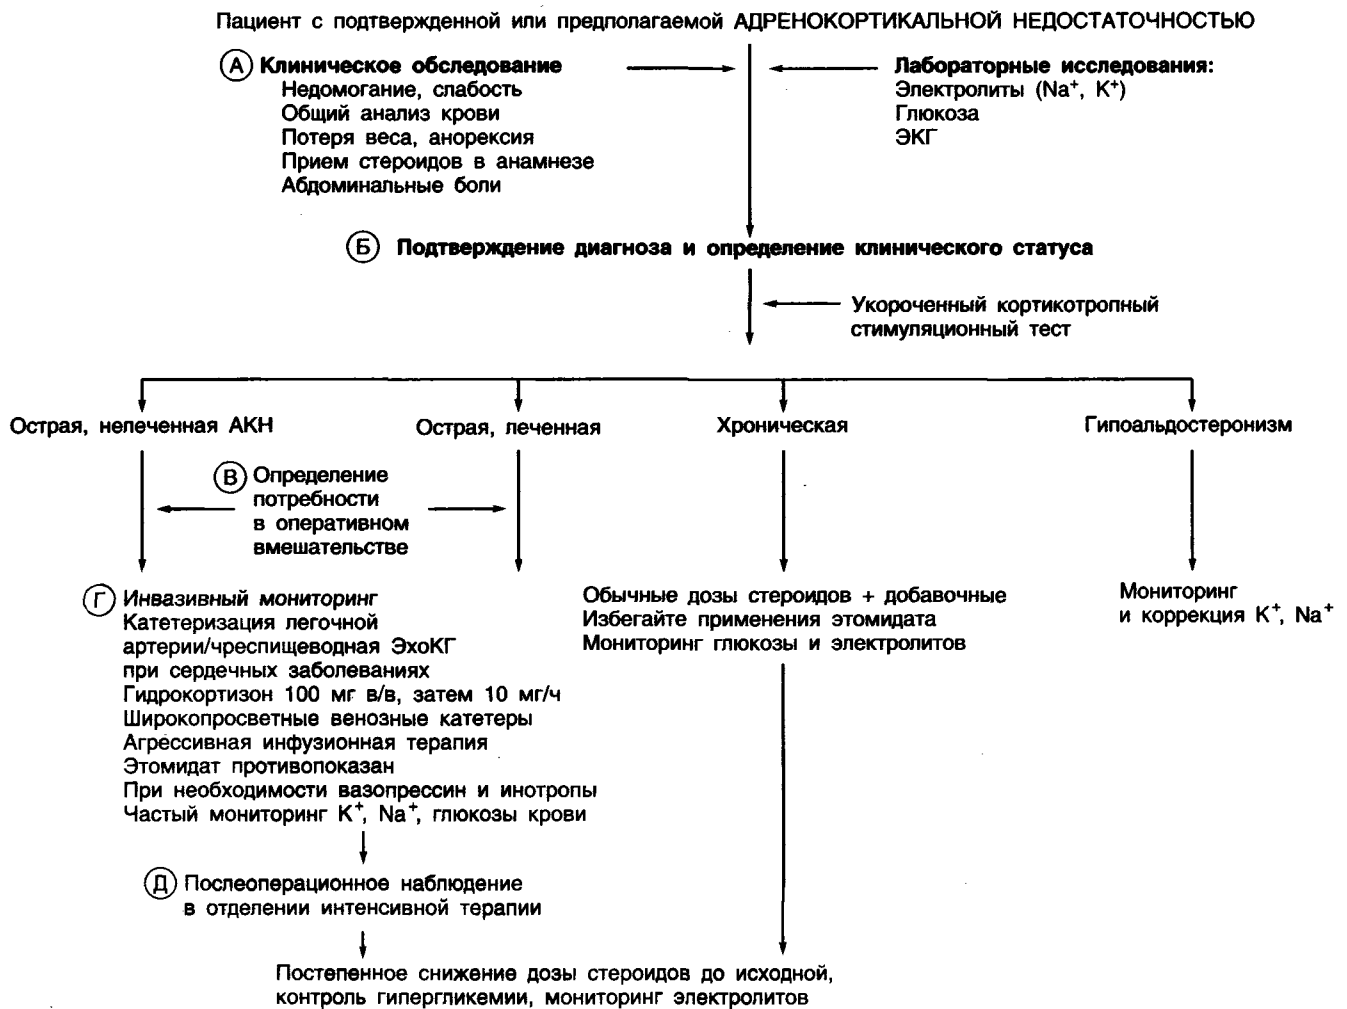 Пациент с подтвержденной или предполагаемой АДРЕНОКОРТИКАЛЬНОЙ НЕДОСТАТОЧНОСТЬЮ
А Клиническое обследование
Недомогание, слабость
Общий анализ крови
Потеря веса, анорексия
Прием стероидов в анамнезе
Абдоминальные боли
Лабораторные исследования:
Электролиты (Na⁺, K⁺)
Глюкоза
ЭКГ
Б Подтверждение диагноза и определение клинического статуса
Укороченный кортикотропный
стимуляционный тест
Острая, нелеченная АКН
Острая, леченная
Хроническая
Гипоальдостеронизм
В Определение
потребности
в оперативном
вмешательстве
Г Инвазивный мониторинг
Катетеризация легочной
артерии/чреспищеводная ЭхоКГ
при сердечных заболеваниях
Гидрокортизон 100 мг в/в, затем 10 мг/ч
Широкопросветные венозные катетеры
Агрессивная инфузионная терапия
Этомидат противопоказан
При необходимости вазопрессин и инотропы
Частый мониторинг K⁺, Na⁺, глюкозы крови
Обычные дозы стероидов + добавочные
Избегайте применения этомидата
Мониторинг глюкозы и электролитов
Мониторинг
и коррекция K⁺, Na⁺
Д Послеоперационное наблюдение
в отделении интенсивной терапии
Постепенное снижение дозы стероидов до исходной,
контроль гипергликемии, мониторинг электролитов